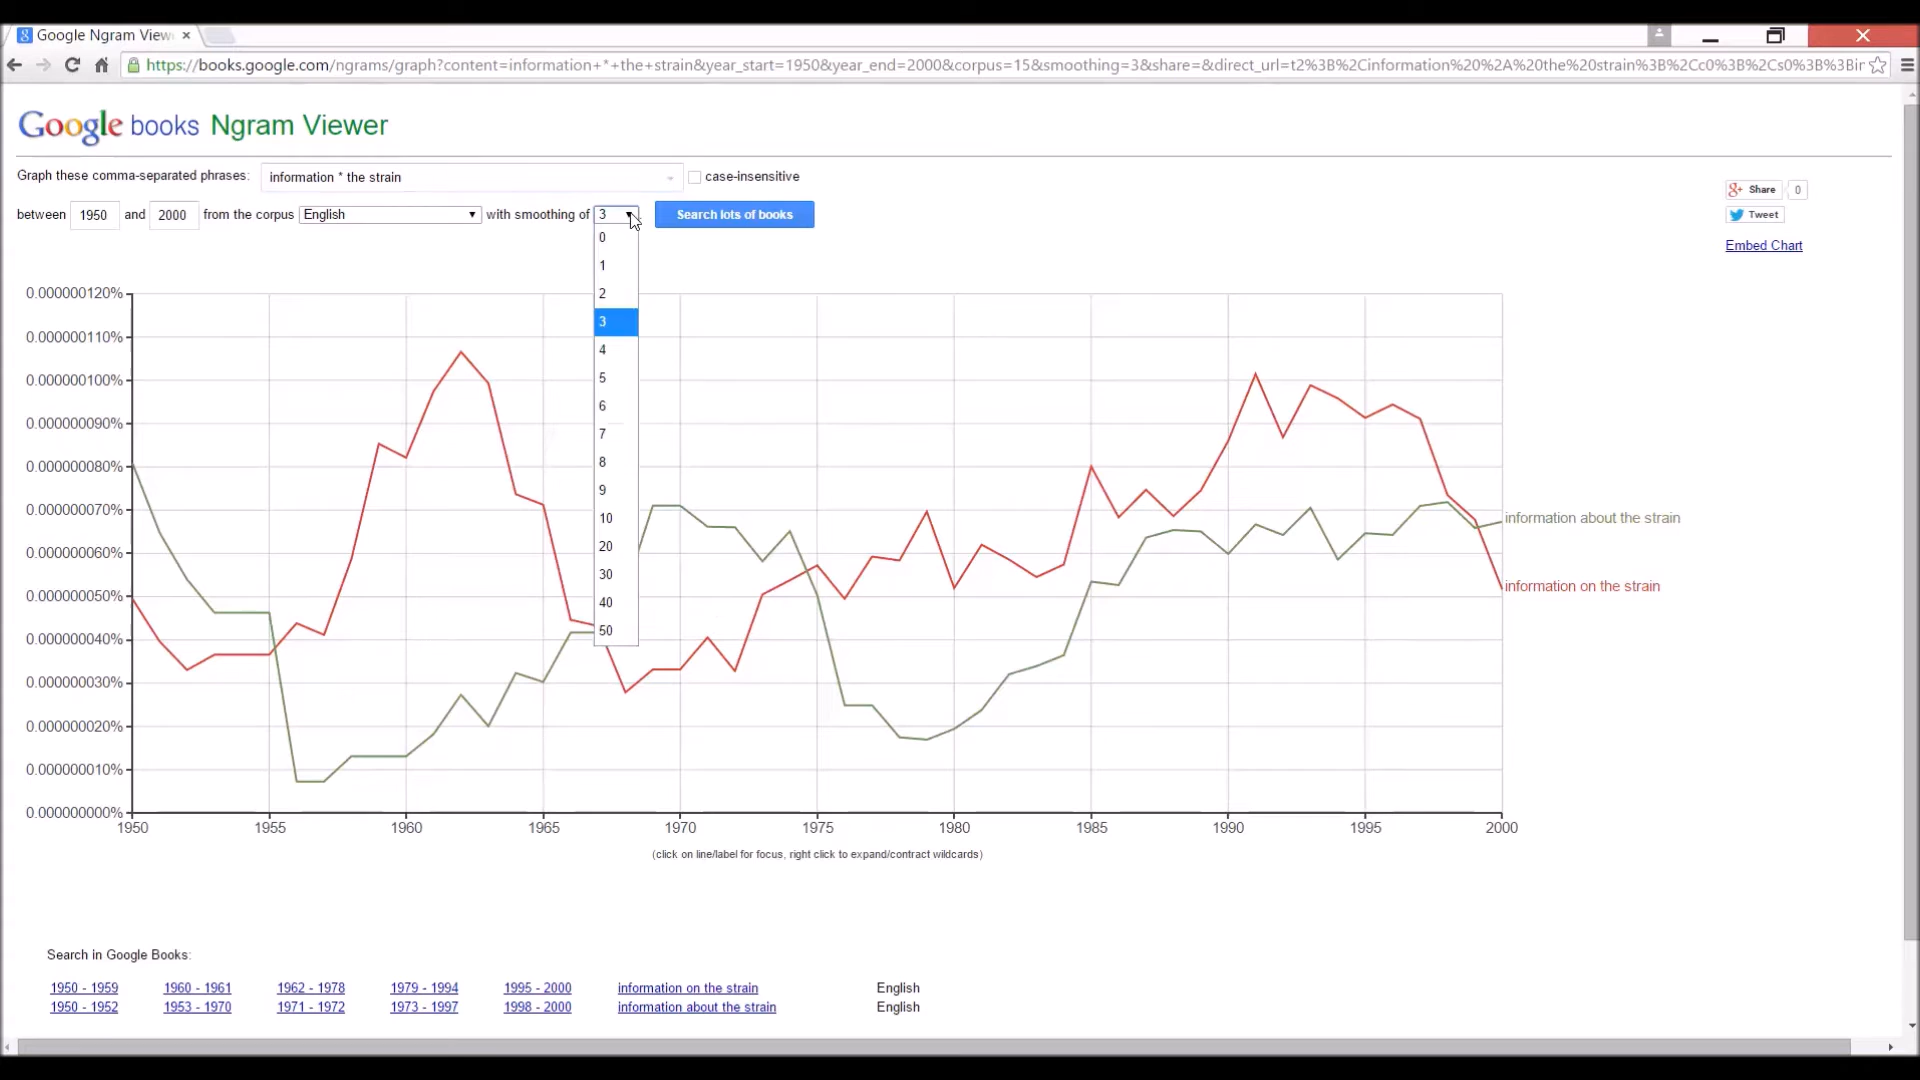 Google Ngram View
https://books.google.com/ngrams/graph?content=information+*+the+strain&year_start=1950&year_end=2000&corpus=15&smoothing=3&share=&direct_url=t2%3B%2Cinformation%20%2A%20the%20strain%3B%2Cc0%3B%2Cs0%3B%3Bir
Google books Ngram Viewer
Graph these comma-separated phrases: information * the strain case-insensitive
between 1950 and 2000 from the corpus English with smoothing of 3 Search lots of books
Share 0
Tweet
Embed Chart
0
1
2
3
4
5
6
7
8
9
10
20
30
40
50
0.000000120%
0.000000110%
0.000000100%
0.000000090%
0.000000080%
0.000000070%
0.000000060%
0.000000050%
0.000000040%
0.000000030%
0.000000020%
0.000000010%
0.000000000%
information about the strain
information on the strain
1950 1955 1960 1965 1970 1975 1980 1985 1990 1995 2000
(click on line/label for focus, right click to expand/contract wildcards)
Search in Google Books:
1950 - 1959 1960 - 1961 1962 - 1978 1979 - 1994 1995 - 2000 information on the strain English
1950 - 1952 1953 - 1970 1971 - 1972 1973 - 1997 1998 - 2000 information about the strain English